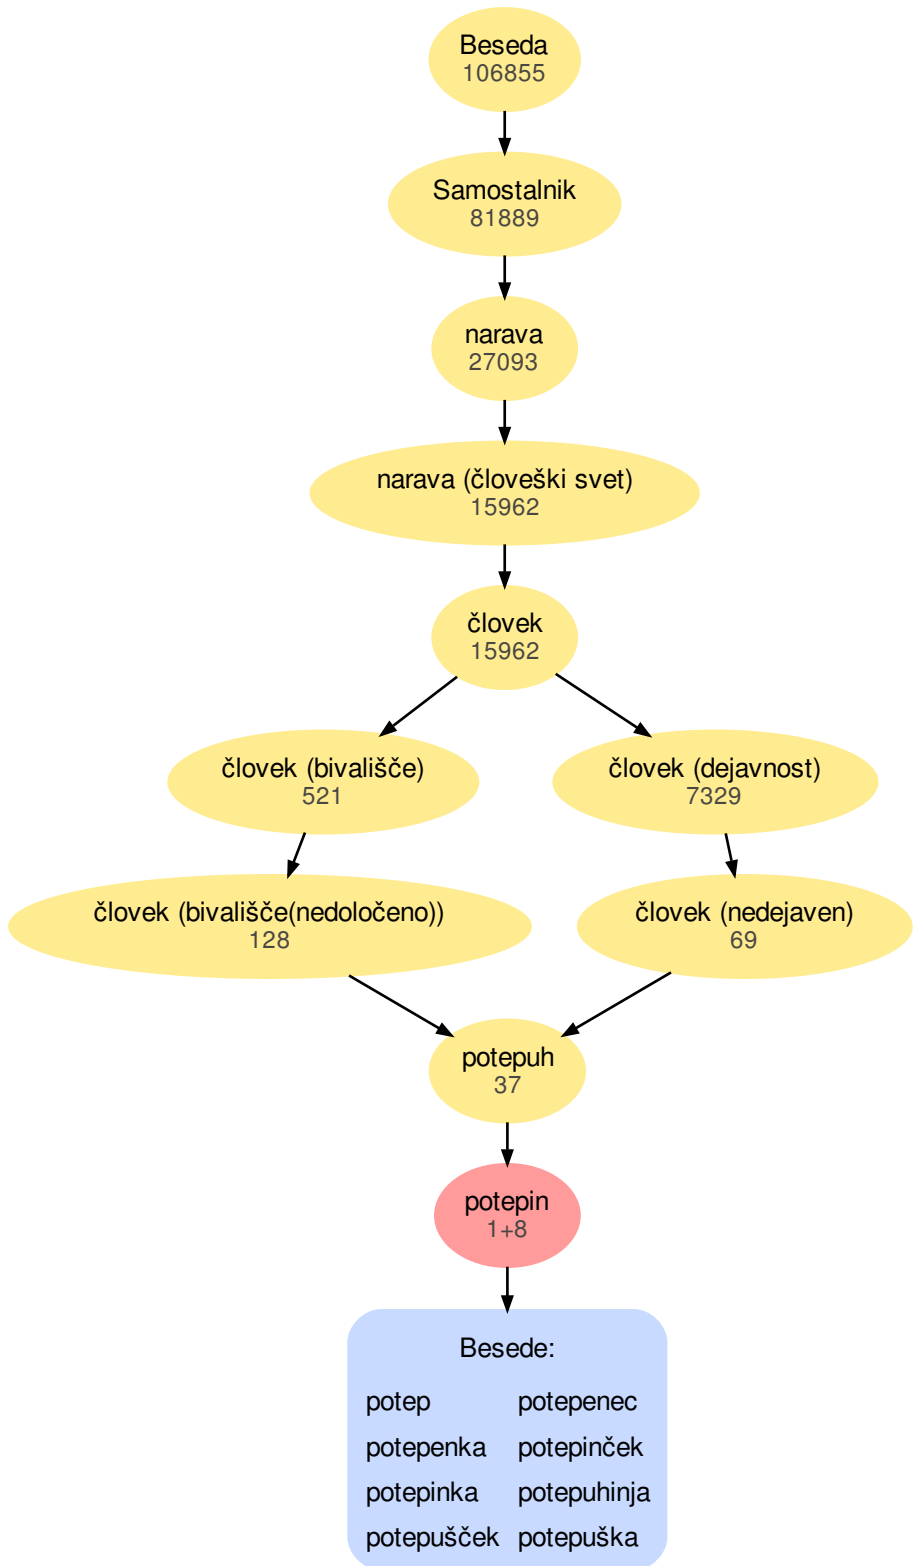 Beseda
106855
Samostalnik
81889
narava
27093
narava (človeški svet)
15962
človek
15962
človek (bivališče)
521
človek (dejavnost)
7329
človek (bivališče(nedoločeno))
128
človek (nedejaven)
69
potepuh
37
potepin
1+8
Besede:
potep potepenec
potepenka potepinček
potepinka potepuhinja
potepušček potepuška